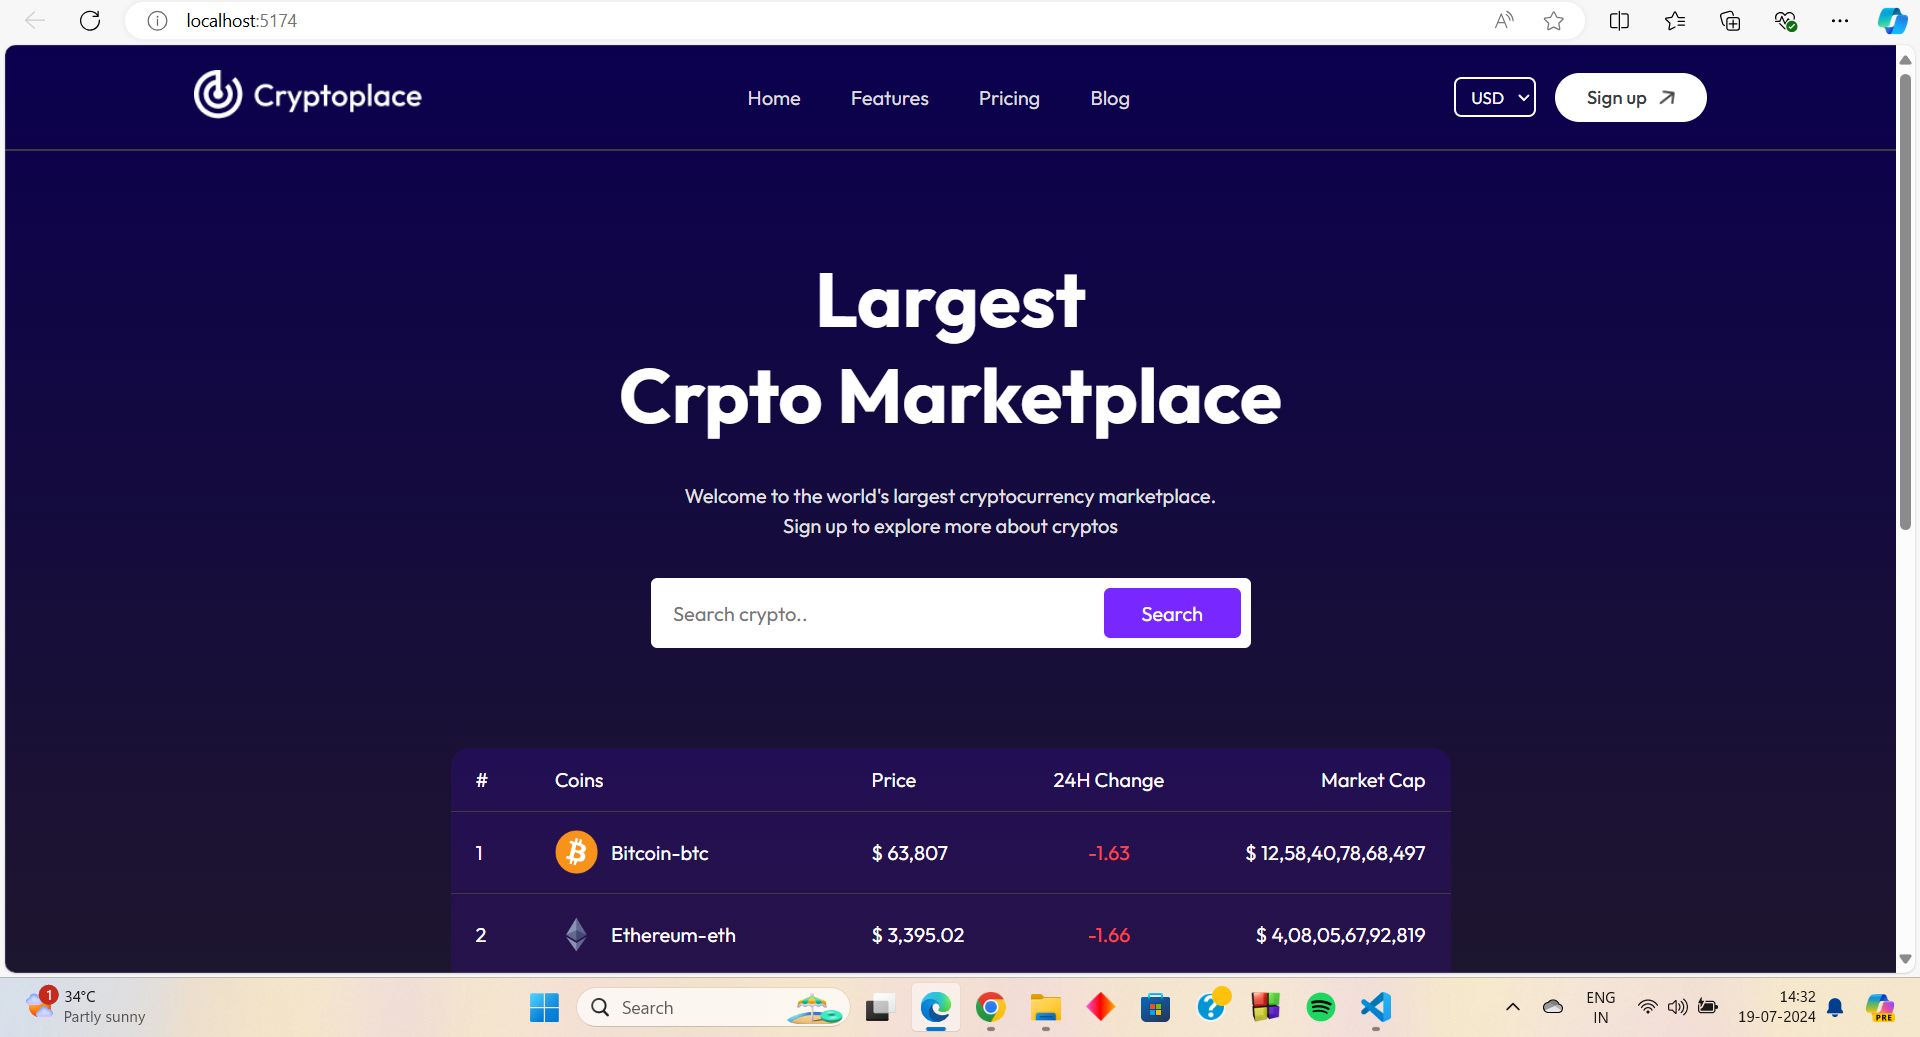 localhost:5174
Cryptoplace
Home Features Pricing Blog
USD
Sign up
Largest
Crpto Marketplace
Welcome to the world's largest cryptocurrency marketplace.
Sign up to explore more about cryptos
Search crypto..
Search
# Coins Price 24H Change Market Cap
1 Bitcoin-btc $ 63,807 -1.63 $ 12,58,40,78,68,497
2 Ethereum-eth $ 3,395.02 -1.66 $ 4,08,05,67,92,819
1
34°C
Partly sunny
Search
ENG
IN
14:32
19-07-2024
PRE